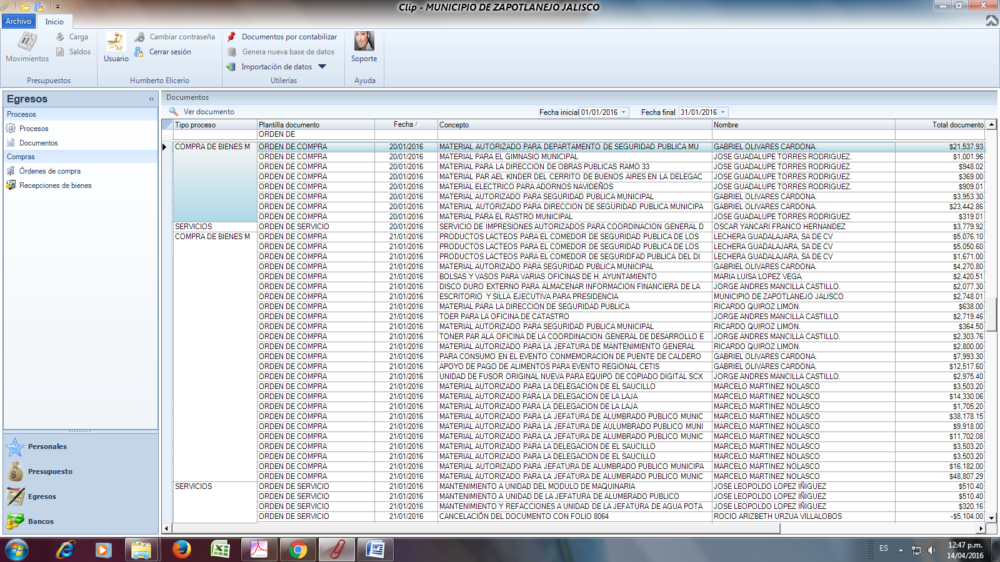 Clip - MUNICIPIO DE ZAPOTLANEJO JALISCO
Archivo Inicio
Movimientos Carga Saldos Presupuestos
Usuario Cambiar contraseña Cerrar sesión Humberto Elicerio
Documentos por contabilizar Genera nueva base de datos Importación de datos Utilerías
Soporte Ayuda
Egresos «
Procesos
Procesos
Documentos
Compras
Órdenes de compra
Recepciones de bienes
Personales
Presupuesto
Egresos
Bancos
Documentos
Ver documento Fecha inicial 01/01/2016 Fecha final 31/01/2016
Tipo proceso Plantilla documento Fecha Concepto Nombre Total documento
ORDEN DE
COMPRA DE BIENES M ORDEN DE COMPRA 20/01/2016 MATERIAL AUTORIZADO PARA DEPARTAMENTO DE SEGURIDAD PUBLICA MU GABRIEL OLIVARES CARDONA. $21,537.93
ORDEN DE COMPRA 20/01/2016 MATERIAL PARA EL GIMNASIO MUNICIPAL JOSE GUADALUPE TORRES RODRIGUEZ. $1,001.96
ORDEN DE COMPRA 20/01/2016 MATERIAL PARA LA DIRECCION DE OBRAS PUBLICAS RAMO 33 JOSE GUADALUPE TORRES RODRIGUEZ. $948.02
ORDEN DE COMPRA 20/01/2016 MATERIAL PAR AEL KINDER DEL CERRITO DE BUENOS AIRES EN LA DELEGAC JOSE GUADALUPE TORRES RODRIGUEZ. $369.00
ORDEN DE COMPRA 20/01/2016 MATERIAL ELECTRICO PARA ADORNOS NAVIDEÑOS JOSE GUADALUPE TORRES RODRIGUEZ. $909.01
ORDEN DE COMPRA 20/01/2016 MATERIAL AUTORIZADO PARA SEGURIDAD PUBLICA MUNICIPAL GABRIEL OLIVARES CARDONA. $3,953.30
ORDEN DE COMPRA 20/01/2016 MATERIAL AUTORIZADO PARA DIRECCION DE SEGURIDAD PUBLICA MUNICIPA GABRIEL OLIVARES CARDONA. $23,442.86
ORDEN DE COMPRA 20/01/2016 MATERIAL PARA EL RASTRO MUNICIPAL JOSE GUADALUPE TORRES RODRIGUEZ. $319.01
SERVICIOS ORDEN DE SERVICIO 20/01/2016 SERVICIO DE IMPRESIONES AUTORIZADOS PARA COORDINACION GENERAL D OSCAR YANCARI FRANCO HERNANDEZ $3,779.92
COMPRA DE BIENES M ORDEN DE COMPRA 21/01/2016 PRODUCTOS LACTEOS PARA EL COMEDOR DE SEGURIDAD PUBLICA DE LOS LECHERA GUADALAJARA, SA DE CV $5,076.10
ORDEN DE COMPRA 21/01/2016 PRODUCTOS LACTEOS PARA EL COMEDOR DE SEGURIDAD PUBLICA DE LOS LECHERA GUADALAJARA, SA DE CV $5,050.60
ORDEN DE COMPRA 21/01/2016 PRODUCTOS LACTEOS PARA EL COMEDOR DE SEGURIDFAD PUBLICA DEL DI LECHERA GUADALAJARA, SA DE CV $1,671.00
ORDEN DE COMPRA 21/01/2016 MATERIAL AUTORIZADO PARA SEGURIDAD PUBLICA MUNICIPAL GABRIEL OLIVARES CARDONA. $4,270.80
ORDEN DE COMPRA 21/01/2016 BOLSAS Y VASOS PARA VARIAS OFICINAS DE H. AYUNTAMIENTO MARIA LUISA LOPEZ VEGA. $2,420.51
ORDEN DE COMPRA 21/01/2016 DISCO DURO EXTERNO PARA ALMACENAR INFORMACION FINANCIERA DE LA JORGE ANDRES MANCILLA CASTILLO. $2,077.30
ORDEN DE COMPRA 21/01/2016 ESCRITORIO Y SILLA EJECUTIVA PARA PRESIDENCIA MUNICIPIO DE ZAPOTLANEJO JALISCO $2,748.01
ORDEN DE COMPRA 21/01/2016 MATERIAL PARA LA DIRECCION DE SEGURIDAD PUBLICA RICARDO QUIROZ LIMON. $638.00
ORDEN DE COMPRA 21/01/2016 TOER PARA LA OFICINA DE CATASTRO JORGE ANDRES MANCILLA CASTILLO. $2,719.46
ORDEN DE COMPRA 21/01/2016 MATERIAL AUTORIZADO PARA SEGURIDAD PUBLICA MUNICIPAL RICARDO QUIROZ LIMON. $364.50
ORDEN DE COMPRA 21/01/2016 TONER PAR ALA OFICINA DE LA COORDINACION GENERAL DE DESARROLLO E JORGE ANDRES MANCILLA CASTILLO. $2,303.76
ORDEN DE COMPRA 21/01/2016 MATERIAL AUTORIZADO PARA LA JEFATURA DE MANTENIMIENTO GENERAL RICARDO QUIROZ LIMON. $2,800.00
ORDEN DE COMPRA 21/01/2016 PARA CONSUMO EN EL EVENTO CONMEMORACION DE PUENTE DE CALDERO GABRIEL OLIVARES CARDONA. $7,993.30
ORDEN DE COMPRA 21/01/2016 APOYO DE PAGO DE ALIMENTOS PARA EVENTO REGIONAL CETIS GABRIEL OLIVARES CARDONA. $12,517.60
ORDEN DE COMPRA 21/01/2016 UNIDAD DE FUSOR ORIGINAL NUEVA PARA EQUIPO DE COPIADO DIGITAL SCX JORGE ANDRES MANCILLA CASTILLO. $2,975.40
ORDEN DE COMPRA 21/01/2016 MATERIAL AUTORIZADO PARA LA DELEGACION DE EL SAUCILLO MARCELO MARTINEZ NOLASCO $3,503.20
ORDEN DE COMPRA 21/01/2016 MATERIAL AUTORIZADO PARA LA DELEGACION DE LA LAJA MARCELO MARTINEZ NOLASCO $14,330.06
ORDEN DE COMPRA 21/01/2016 MATERIAL AUTORIZADO PARA LA DELEGACION DE LA LAJA MARCELO MARTINEZ NOLASCO $1,705.20
ORDEN DE COMPRA 21/01/2016 MATERIAL AUTORIZADO PARA LA JEFATURA DE ALUMBRADO PUBLICO MUNIC MARCELO MARTINEZ NOLASCO $38,178.15
ORDEN DE COMPRA 21/01/2016 MATERIAL AUTORIZADO PARA LA JEFATURA DE AULUMBRADO PUBLICO MUNI MARCELO MARTINEZ NOLASCO $9,918.00
ORDEN DE COMPRA 21/01/2016 MATERIAL AUTORIZADO PARA LA JEFATURA DE ALUMBRADO PUBLICO MUNIC MARCELO MARTINEZ NOLASCO $11,702.08
ORDEN DE COMPRA 21/01/2016 MATERIAL AUTORIZADO PARA LA DELEGACION DE EL SAUCILLO MARCELO MARTINEZ NOLASCO $3,503.20
ORDEN DE COMPRA 21/01/2016 MATERIAL AUTORIZADO PARA LA DELEGACION DE EL SAUCILLO MARCELO MARTINEZ NOLASCO $3,503.20
ORDEN DE COMPRA 21/01/2016 MATERIAL AUTORIZADO PARA JEFATURA DE ALUMBRADO PUBLICO MUNICIPA MARCELO MARTINEZ NOLASCO $16,182.00
ORDEN DE COMPRA 21/01/2016 MATERIAL AUTORIZADO PARA LA JEFATURA DE ALUMBRADO PUBLICO MUNIC MARCELO MARTINEZ NOLASCO $48,807.29
SERVICIOS ORDEN DE SERVICIO 21/01/2016 MANTENIMIENTO A UNIDAD DEL MODULO DE MAQUINARIA JOSE LEOPOLDO LOPEZ IÑIGUEZ $510.40
ORDEN DE SERVICIO 21/01/2016 MANTENIMIENTO A UNIDAD DE LA JEFATURA DE ALUMBRADO PUBLICO JOSE LEOPOLDO LOPEZ IÑIGUEZ $510.40
ORDEN DE SERVICIO 21/01/2016 MANTENIMIENTO Y REFACCIONES A UNIDAD DE LA JEFATURA DE AGUA POTA JOSE LEOPOLDO LOPEZ IÑIGUEZ $320.16
ORDEN DE SERVICIO 21/01/2016 CANCELACIÓN DEL DOCUMENTO CON FOLIO 8064 ROCIO ARIZBETH URZUA VILLALOBOS -$5,104.00
ES 12:47 p.m.
14/04/2016